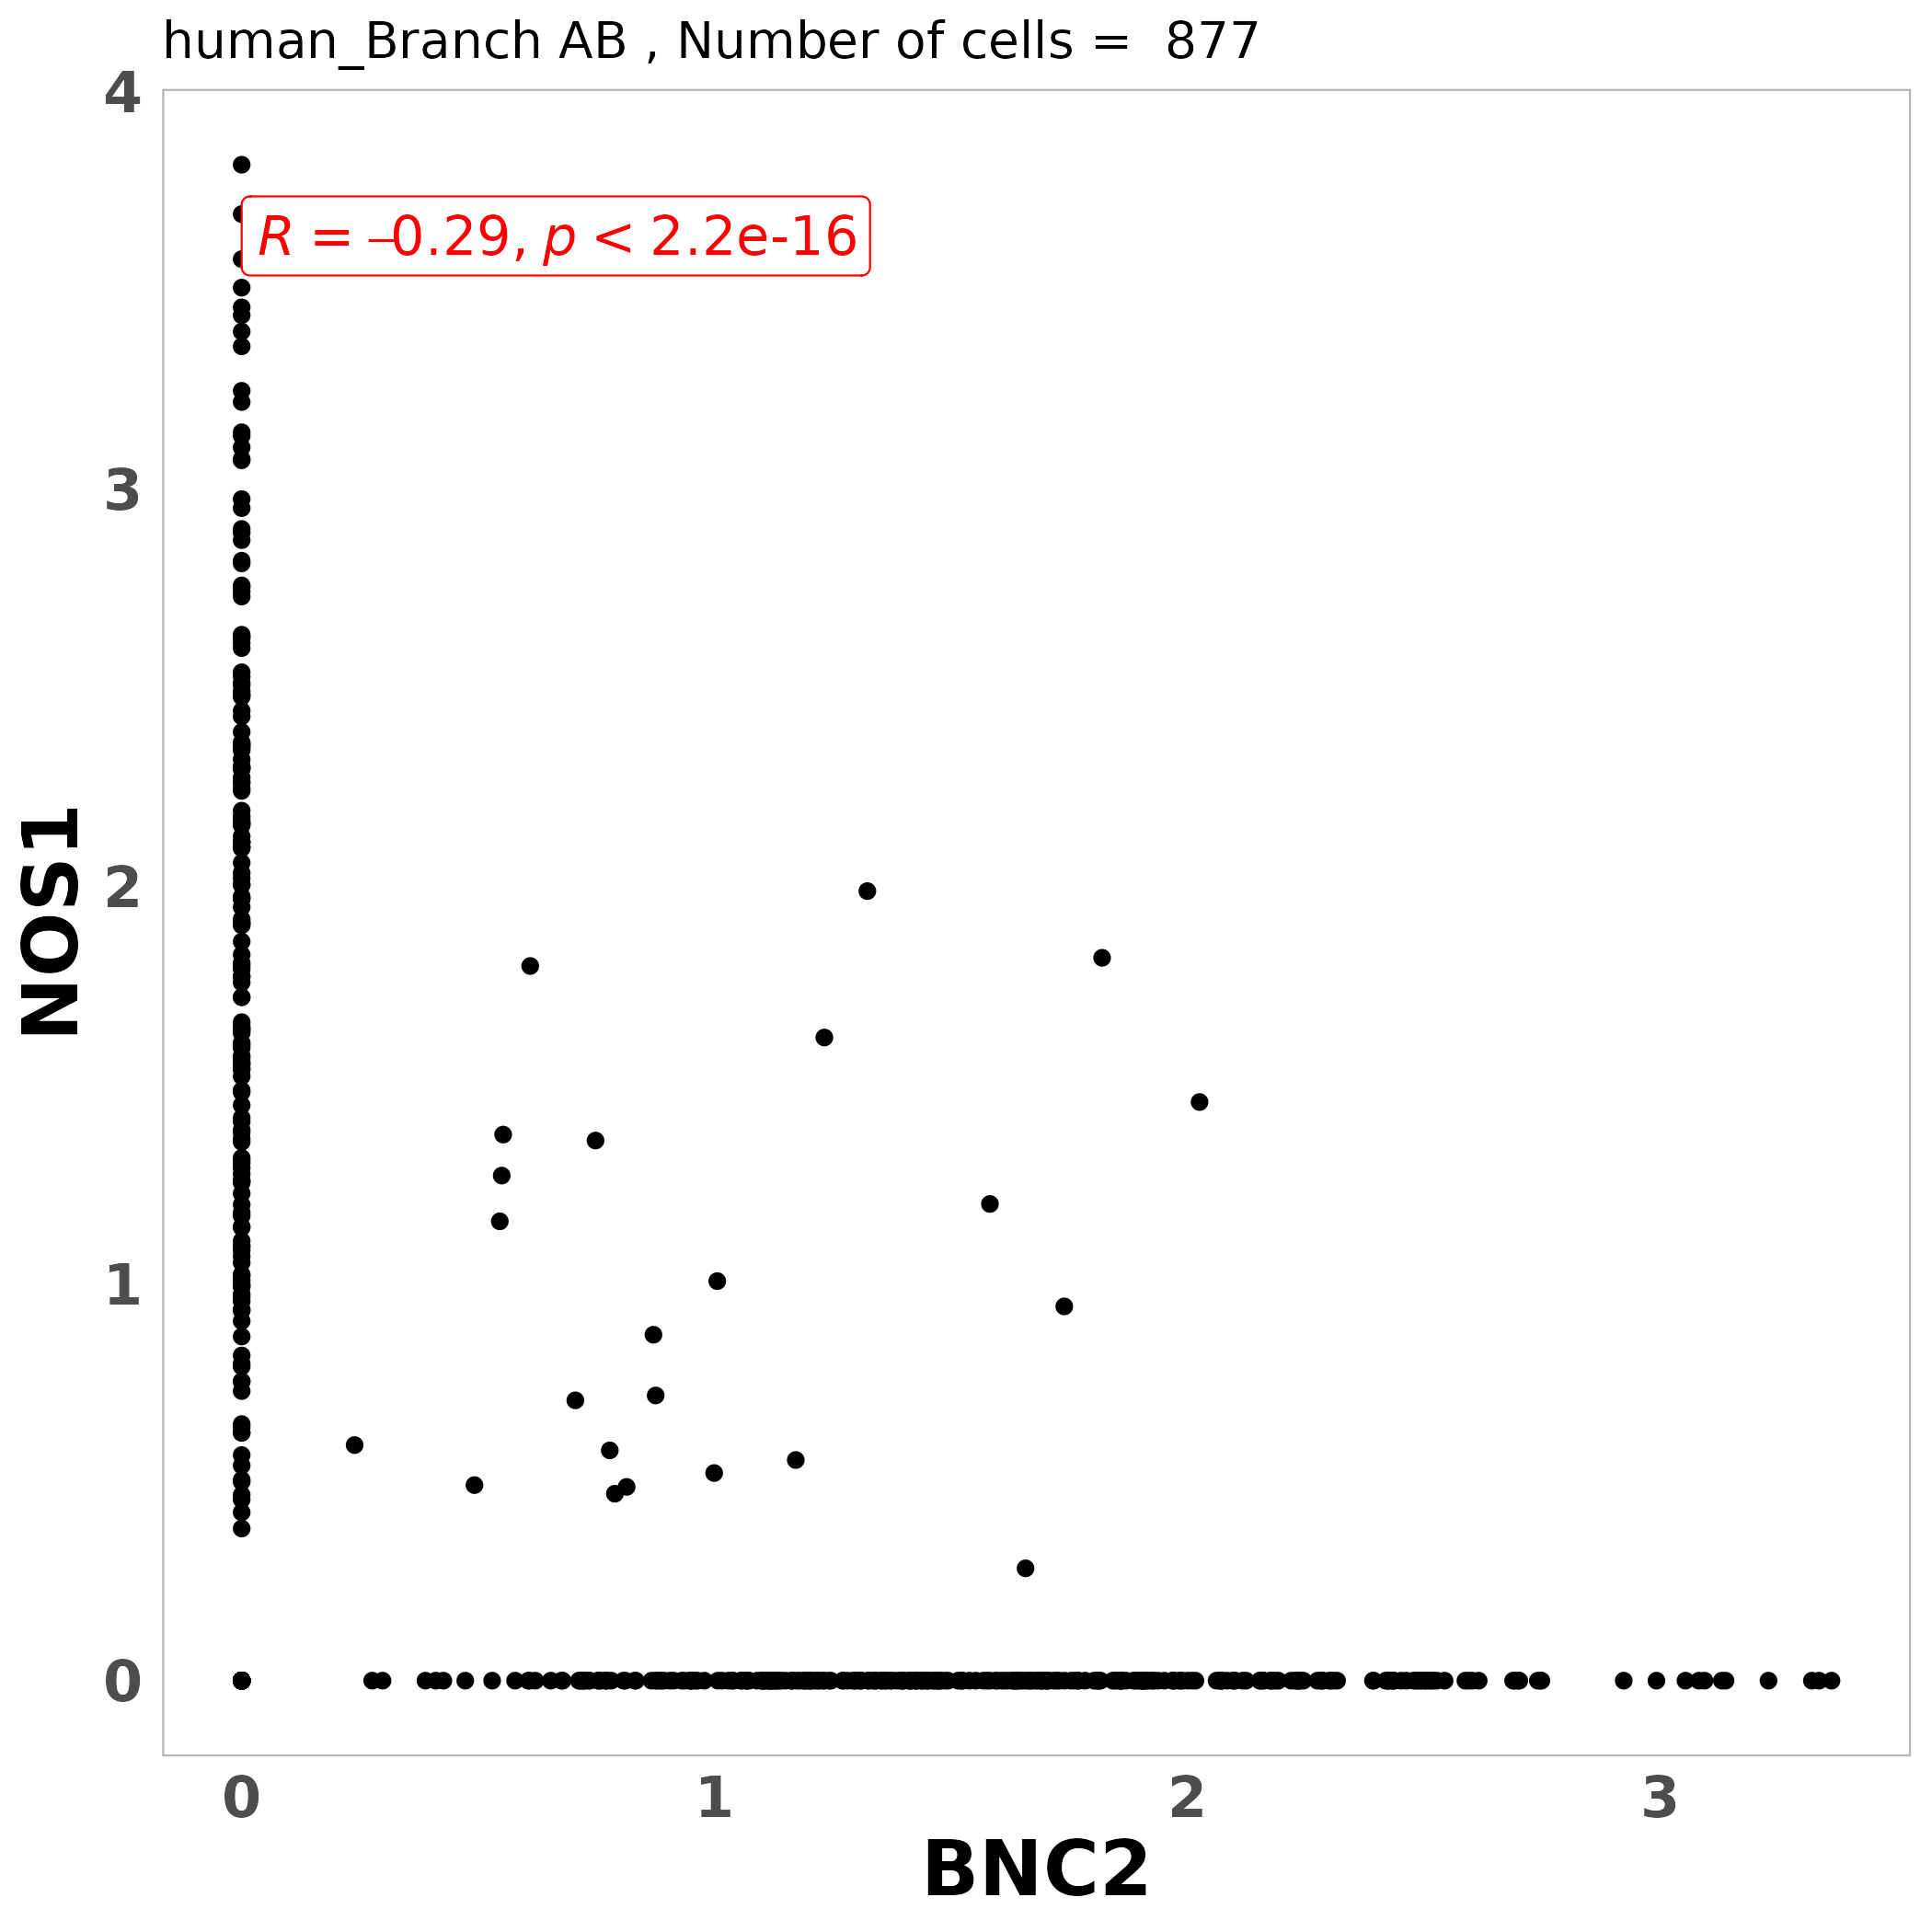 human_Branch AB , Number of cells =  877
4
R = –0.29, p < 2.2e-16
3
2
1
0
NOS1
0 1 2 3
BNC2